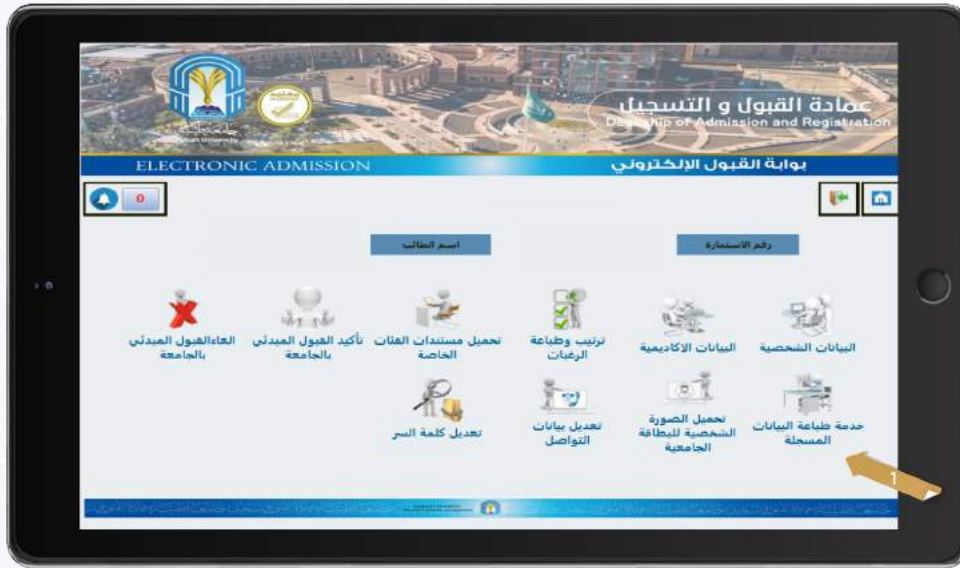 عمادة القبول و التسجيل
Deanship of Admission and Registration
معتمد
بوابة القبول الإلكتروني
ELECTRONIC ADMISSION
0
رقم الاستمارة
اسم الطالب
البيانات الشخصية
البيانات الاكاديمية
ترتيب وطباعة
الرغبات
تحميل مستندات الفئات
الخاصة
تأكيد القبول المبدئي
بالجامعة
الغاءالقبول المبدئي
بالجامعة
خدمة طباعة البيانات
المسجلة
تحميل الصورة
الشخصية للبطاقة
الجامعية
تعديل بيانات
التواصل
تعديل كلمة السر
1